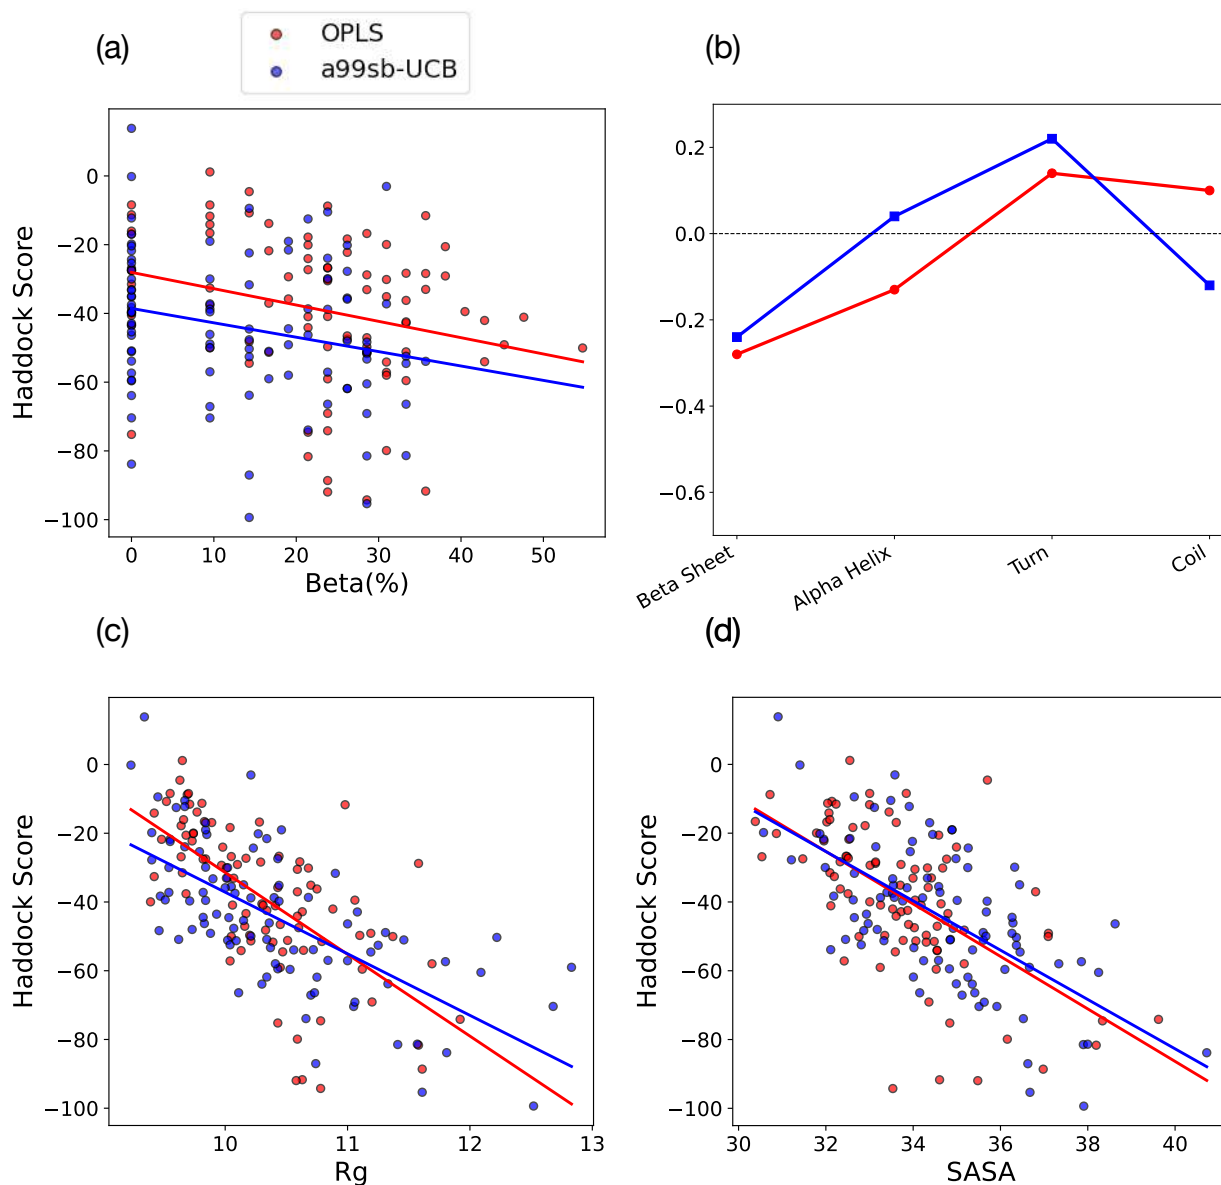 (a)
OPLS
a99sb-UCB
(b)
Haddock Score
0
−20
−40
−60
−80
−100
0 10 20 30 40 50
Beta(%)
0.2
0.0
−0.2
−0.4
−0.6
Beta Sheet
Alpha Helix
Turn
Coil
(c)
(d)
Haddock Score
0
−20
−40
−60
−80
−100
10 11 12 13
Rg
Haddock Score
0
−20
−40
−60
−80
−100
30 32 34 36 38 40
SASA